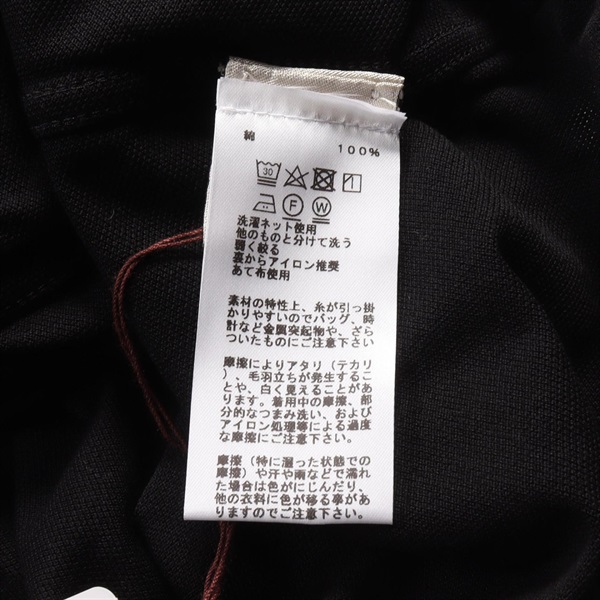 綿
100%
30
F
W
洗濯ネット使用
他のものと分けて洗う
弱く絞る
裏からアイロン推奨
あて布使用
素材の特性上、糸が引っ掛
かりやすいのでバッグ、時
計など金属突起物や、ざら
ついたものにご注意下さい
摩擦によりアタリ(テカリ
)、毛羽立ちが発生するこ
とや、白く見えることがあ
ります。着用中の摩擦、部
分的なつまみ洗い、および
アイロン処理等による過度
な摩擦にご注意下さい。
摩擦(特に湿った状態での
摩擦)や汗や雨などで濡れ
た場合は色がにじんだり、
他の衣料に色が移る事があ
りますのでご注意下さい。